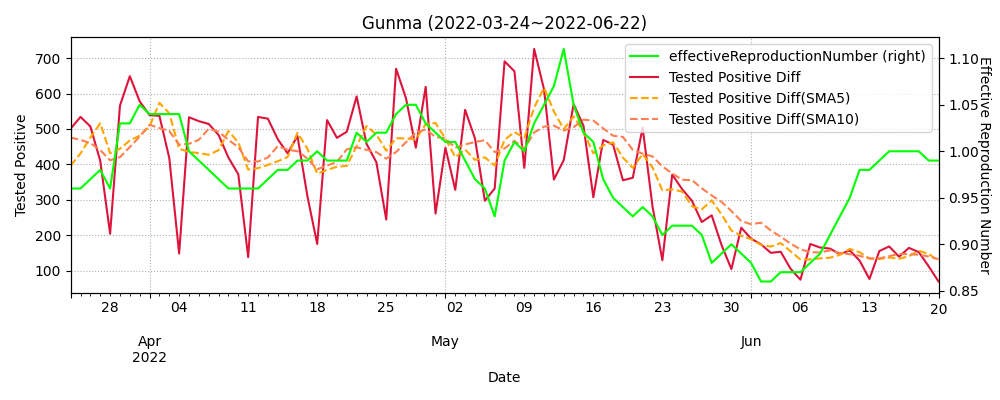 Gunma (2022-03-24~2022-06-22)
effectiveReproductionNumber (right)
Tested Positive Diff
Tested Positive Diff(SMA5)
Tested Positive Diff(SMA10)
Tested Positive
700
600
500
400
300
200
100
1.10
1.05
1.00
0.95
0.90
0.85
Effective Reproduction Number
28 04 11 18 25 02 09 16 23 30 06 13 20
Apr May Jun
2022
Date